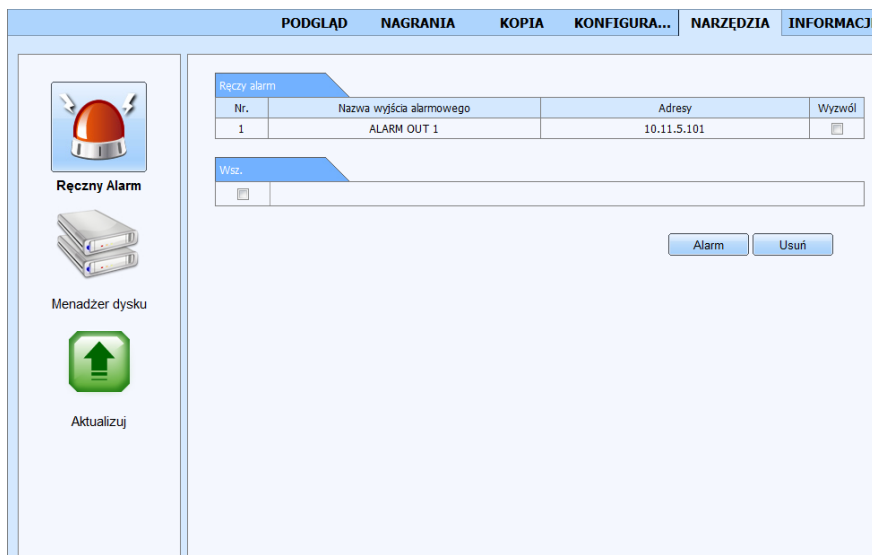 PODGLĄD NAGRANIA KOPIA KONFIGURA... NARZĘDZIA INFORMACJ
Ręczny Alarm
Menadżer dysku
Aktualizuj
Ręczy alarm
Nr. Nazwa wyjścia alarmowego Adresy Wyzwól
1 ALARM OUT 1 10.11.5.101
Wsz.
Alarm Usuń